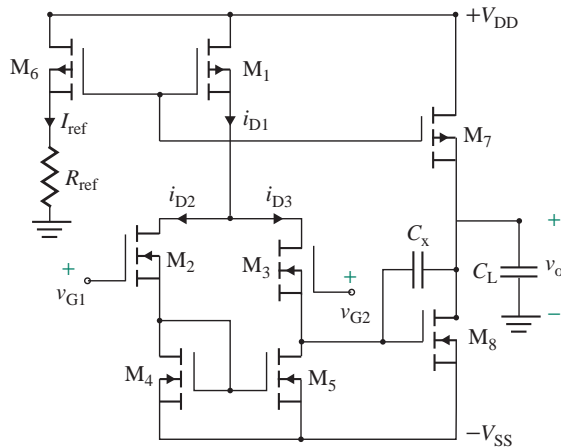 +V_DD
M_6
M_1
I_ref
i_D1
M_7
R_ref
i_D2
i_D3
+
C_x
+
M_2
M_3
+
C_L
v_o
v_G1
v_G2
−
M_8
M_4
M_5
−V_SS